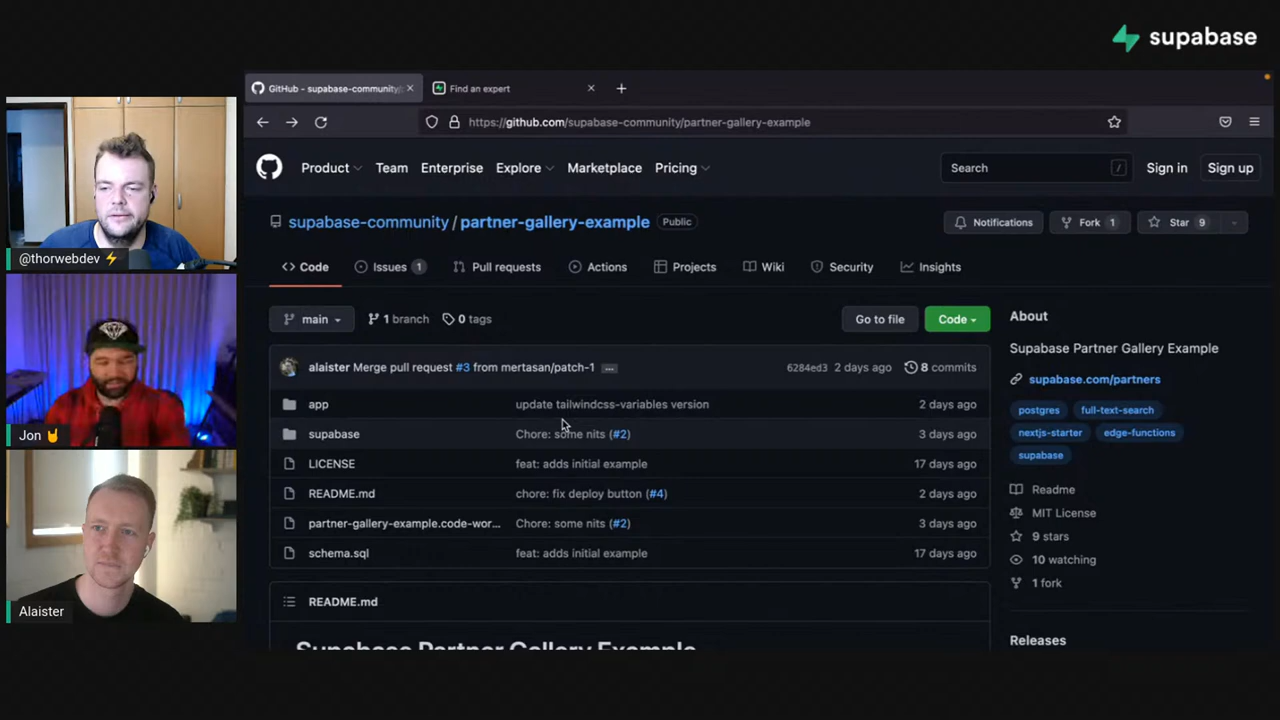 supabase
GitHub - supabase-community/
Find an expert
https://github.com/supabase-community/partner-gallery-example
Product
Team
Enterprise
Explore
Marketplace
Pricing
Search
/
Sign in
Sign up
supabase-community / partner-gallery-example
Public
Notifications
Fork 1
Star 9
Code
Issues 1
Pull requests
Actions
Projects
Wiki
Security
Insights
main
1 branch
0 tags
Go to file
Code
alaister Merge pull request #3 from mertasan/patch-1 ...
6284ed3 2 days ago
8 commits
app
update tailwindcss-variables version
2 days ago
supabase
Chore: some nits (#2)
3 days ago
LICENSE
feat: adds initial example
17 days ago
README.md
chore: fix deploy button (#4)
2 days ago
partner-gallery-example.code-wor...
Chore: some nits (#2)
3 days ago
schema.sql
feat: adds initial example
17 days ago
README.md
Supabase Partner Gallery Example
About
Supabase Partner Gallery Example
supabase.com/partners
postgres
full-text-search
nextjs-starter
edge-functions
supabase
Readme
MIT License
9 stars
10 watching
1 fork
Releases
@thorwebdev ⚡
Jon 🤘
Alaister